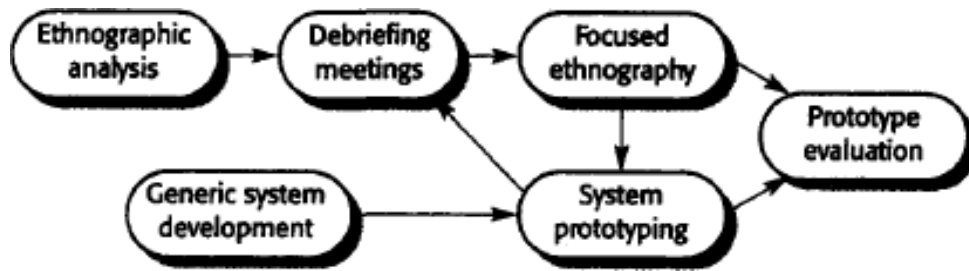 Ethnographic
analysis
Debriefing
meetings
Focused
ethnography
Prototype
evaluation
Generic system
development
System
prototyping